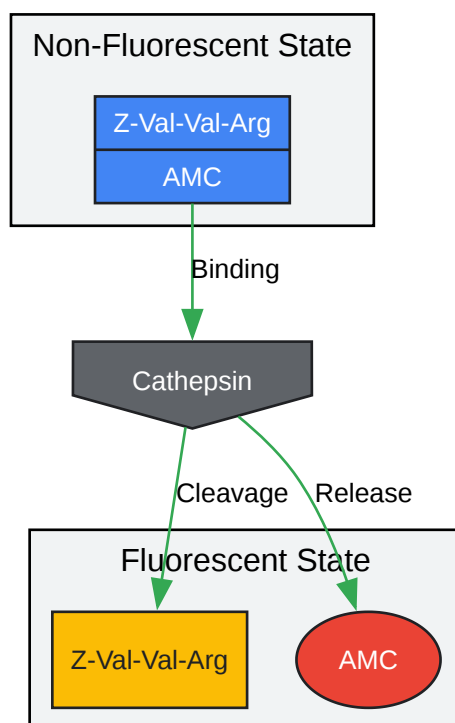 Non-Fluorescent State
Z-Val-Val-Arg
AMC
Binding
Cathepsin
Cleavage
Release
Fluorescent State
Z-Val-Val-Arg
AMC